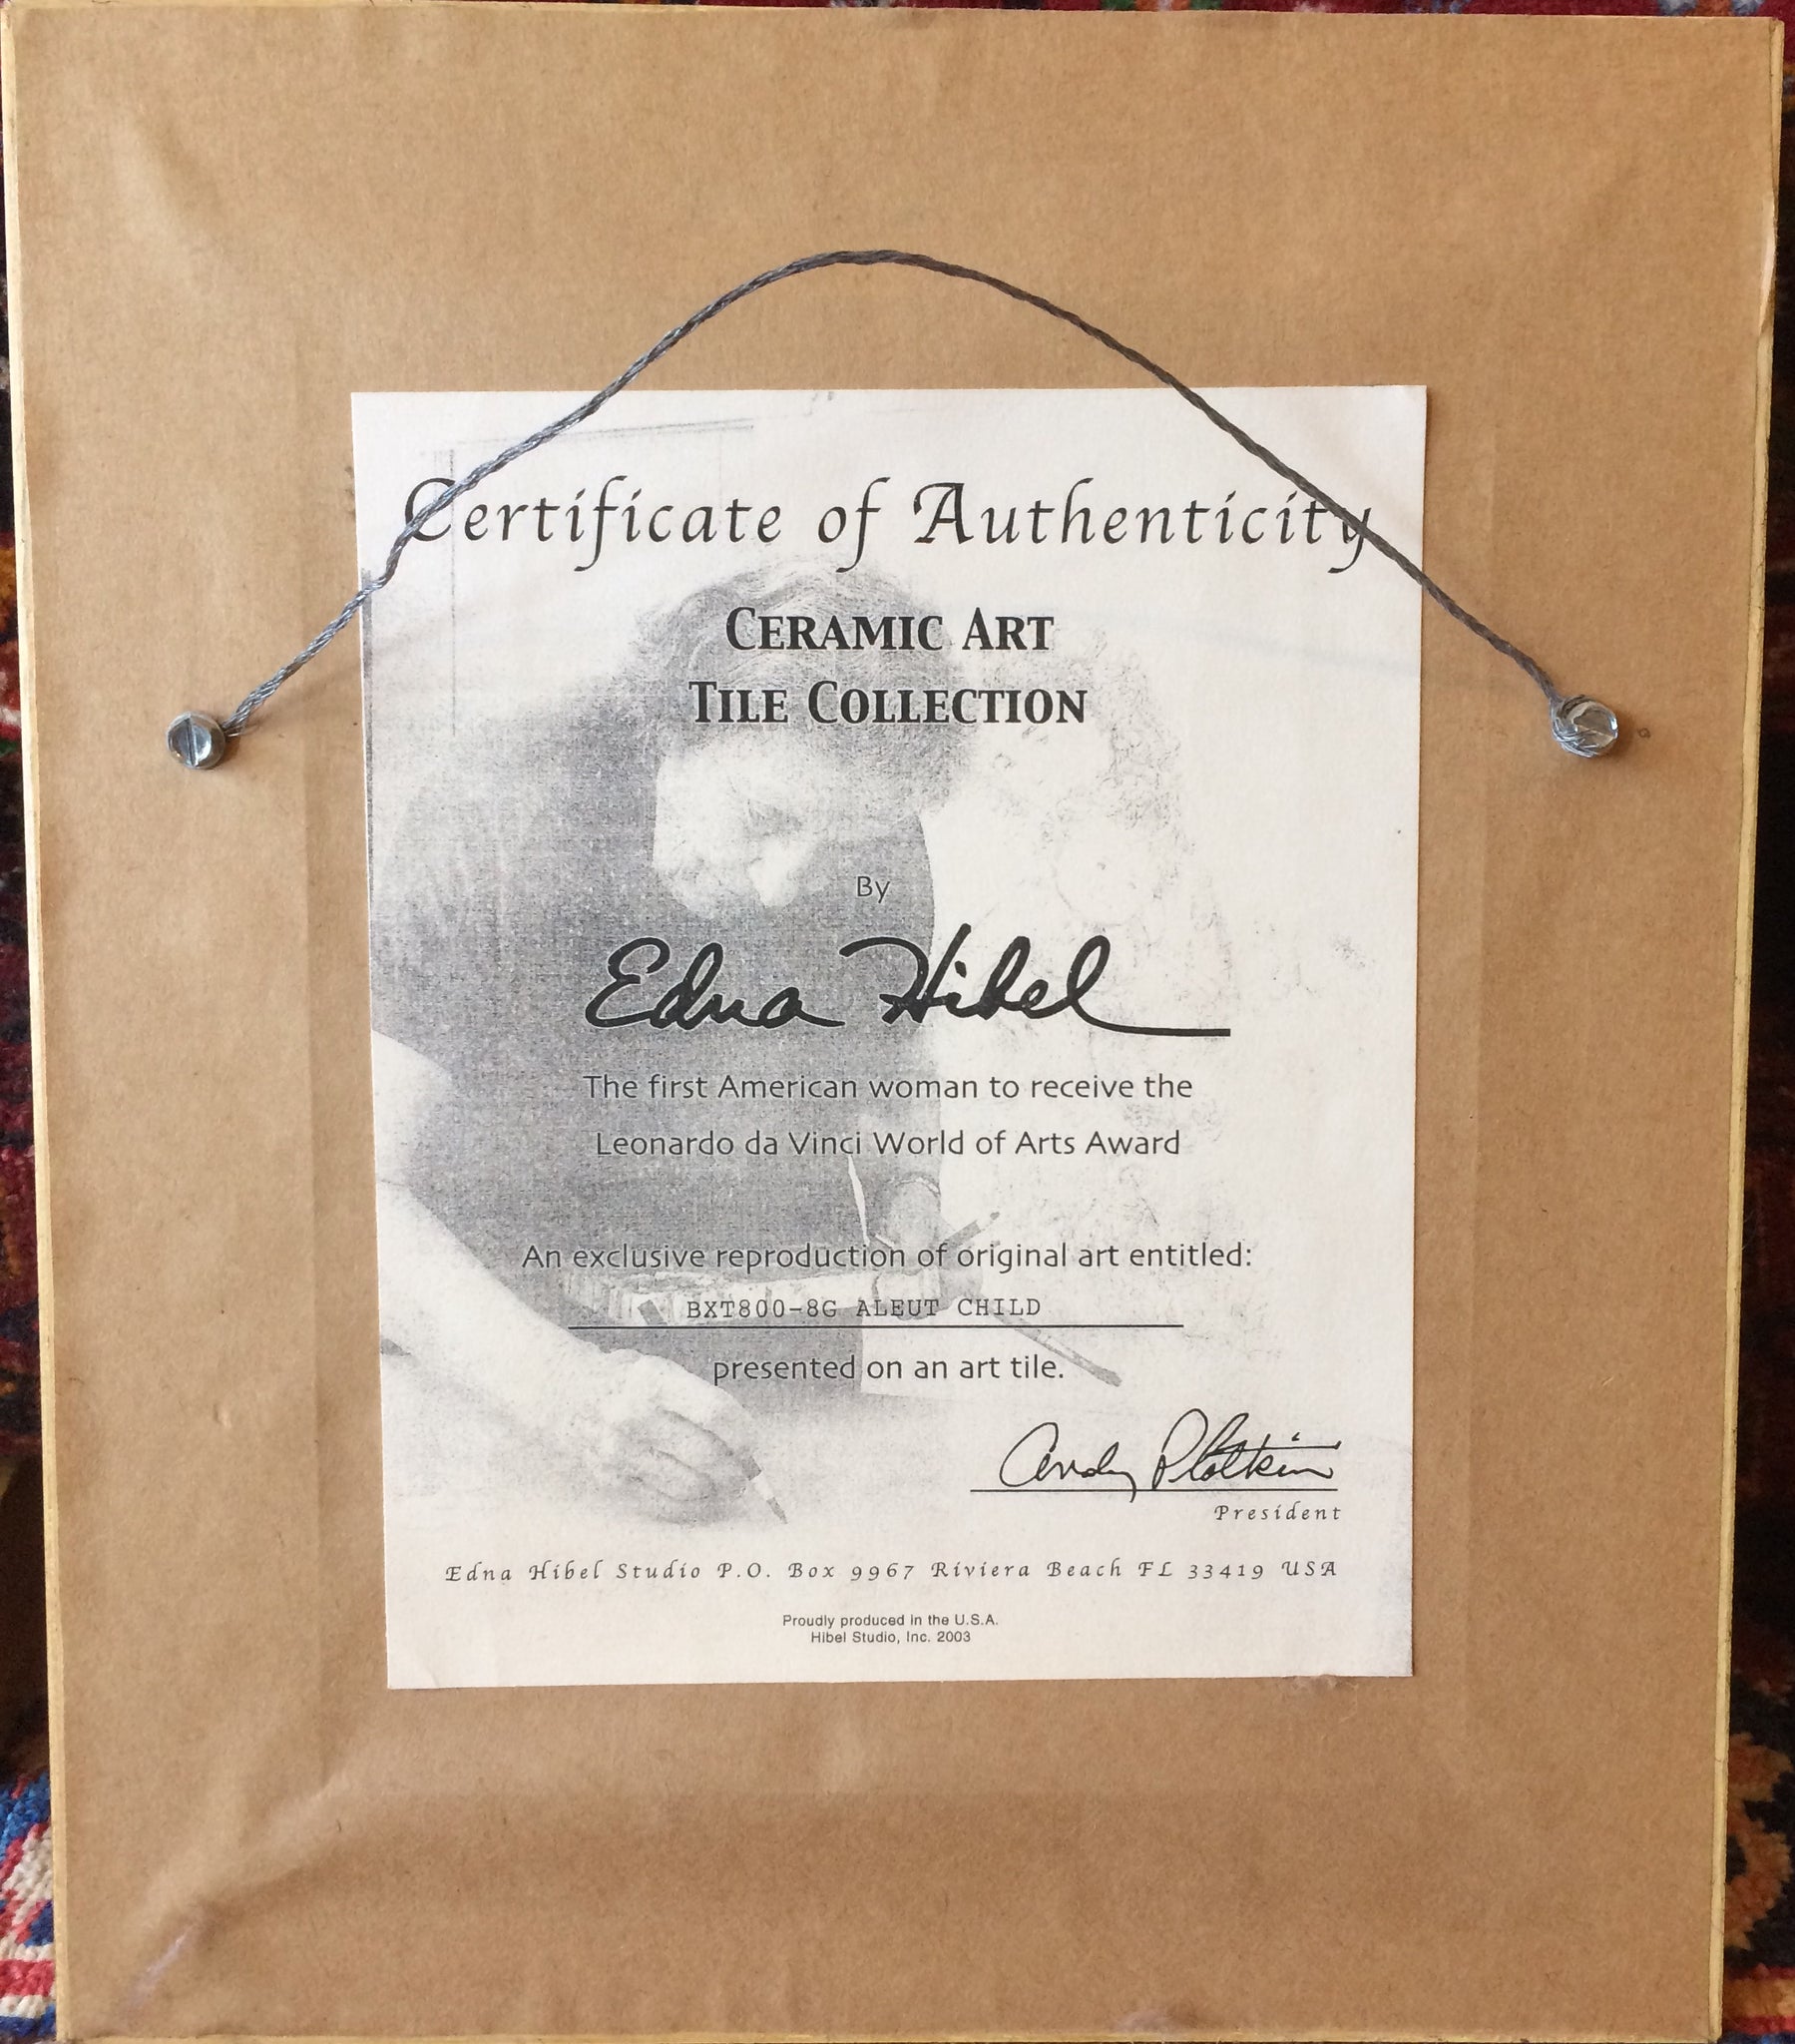 Certificate of Authenticity
CERAMIC ART
TILE COLLECTION
By
Edna Hibel
The first American woman to receive the
Leonardo da Vinci World of Arts Award
An exclusive reproduction of original art entitled:
BXT800-8G ALEUT CHILD
presented on an art tile.
Andy Plotkin
President
Edna Hibel Studio P.O. Box 9967 Riviera Beach FL 33419 USA
Proudly produced in the U.S.A.
Hibel Studio, Inc. 2003